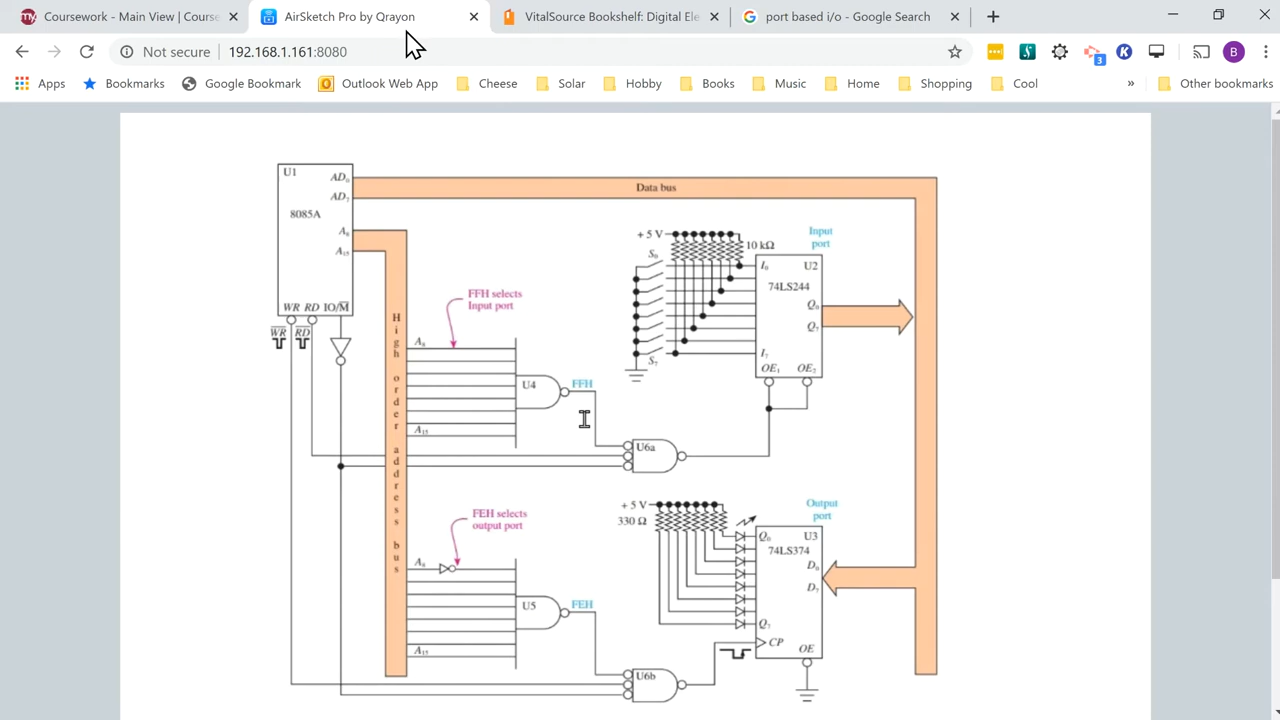 Coursework - Main View | Course
AirSketch Pro by Qrayon
VitalSource Bookshelf: Digital Ele
port based i/o - Google Search
Not secure
192.168.1.161:8080
3
B
Apps
Bookmarks
Google Bookmark
Outlook Web App
Cheese
Solar
Hobby
Books
Music
Home
Shopping
Cool
»
Other bookmarks
U1
AD₀
AD₇
8085A
A₈
A₁₅
WR RD IO/M̅
W̅R̅ R̅D̅
Data bus
High order address bus
FFH selects
Input port
A₈
U4
FFH
A₁₅
+ 5 V
10 kΩ
S₀
S₇
Input
port
I₀
U2
74LS244
Q₀
Q₇
I₇
OE₁
OE₂
U6a
FEH selects
output port
A₈
U5
FEH
A₁₅
+ 5 V
330 Ω
Output
port
Q₀
U3
74LS374
D₀
D₇
Q₇
CP
OE
U6b